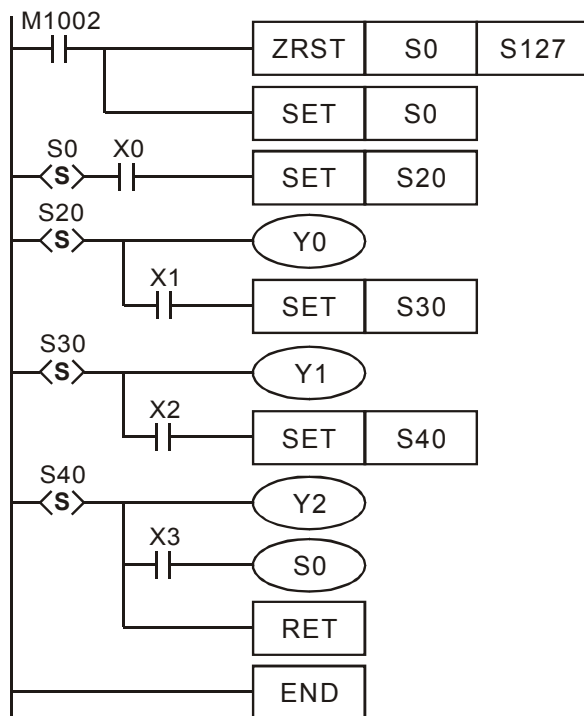 M1002
ZRST S0 S127
SET S0
S0 X0
S SET S20
S20
S Y0
X1
SET S30
S30
S Y1
X2
SET S40
S40
S Y2
X3
S0
RET
END